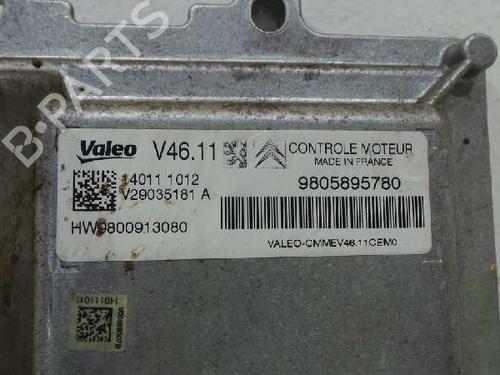 B-PARTS
Valeo V46.11 CONTROLE MOTEUR
MADE IN FRANCE
14011 1012
V29035181 A
9805895780
HW9800913080
VALEO-CMMEV46.11CEM0